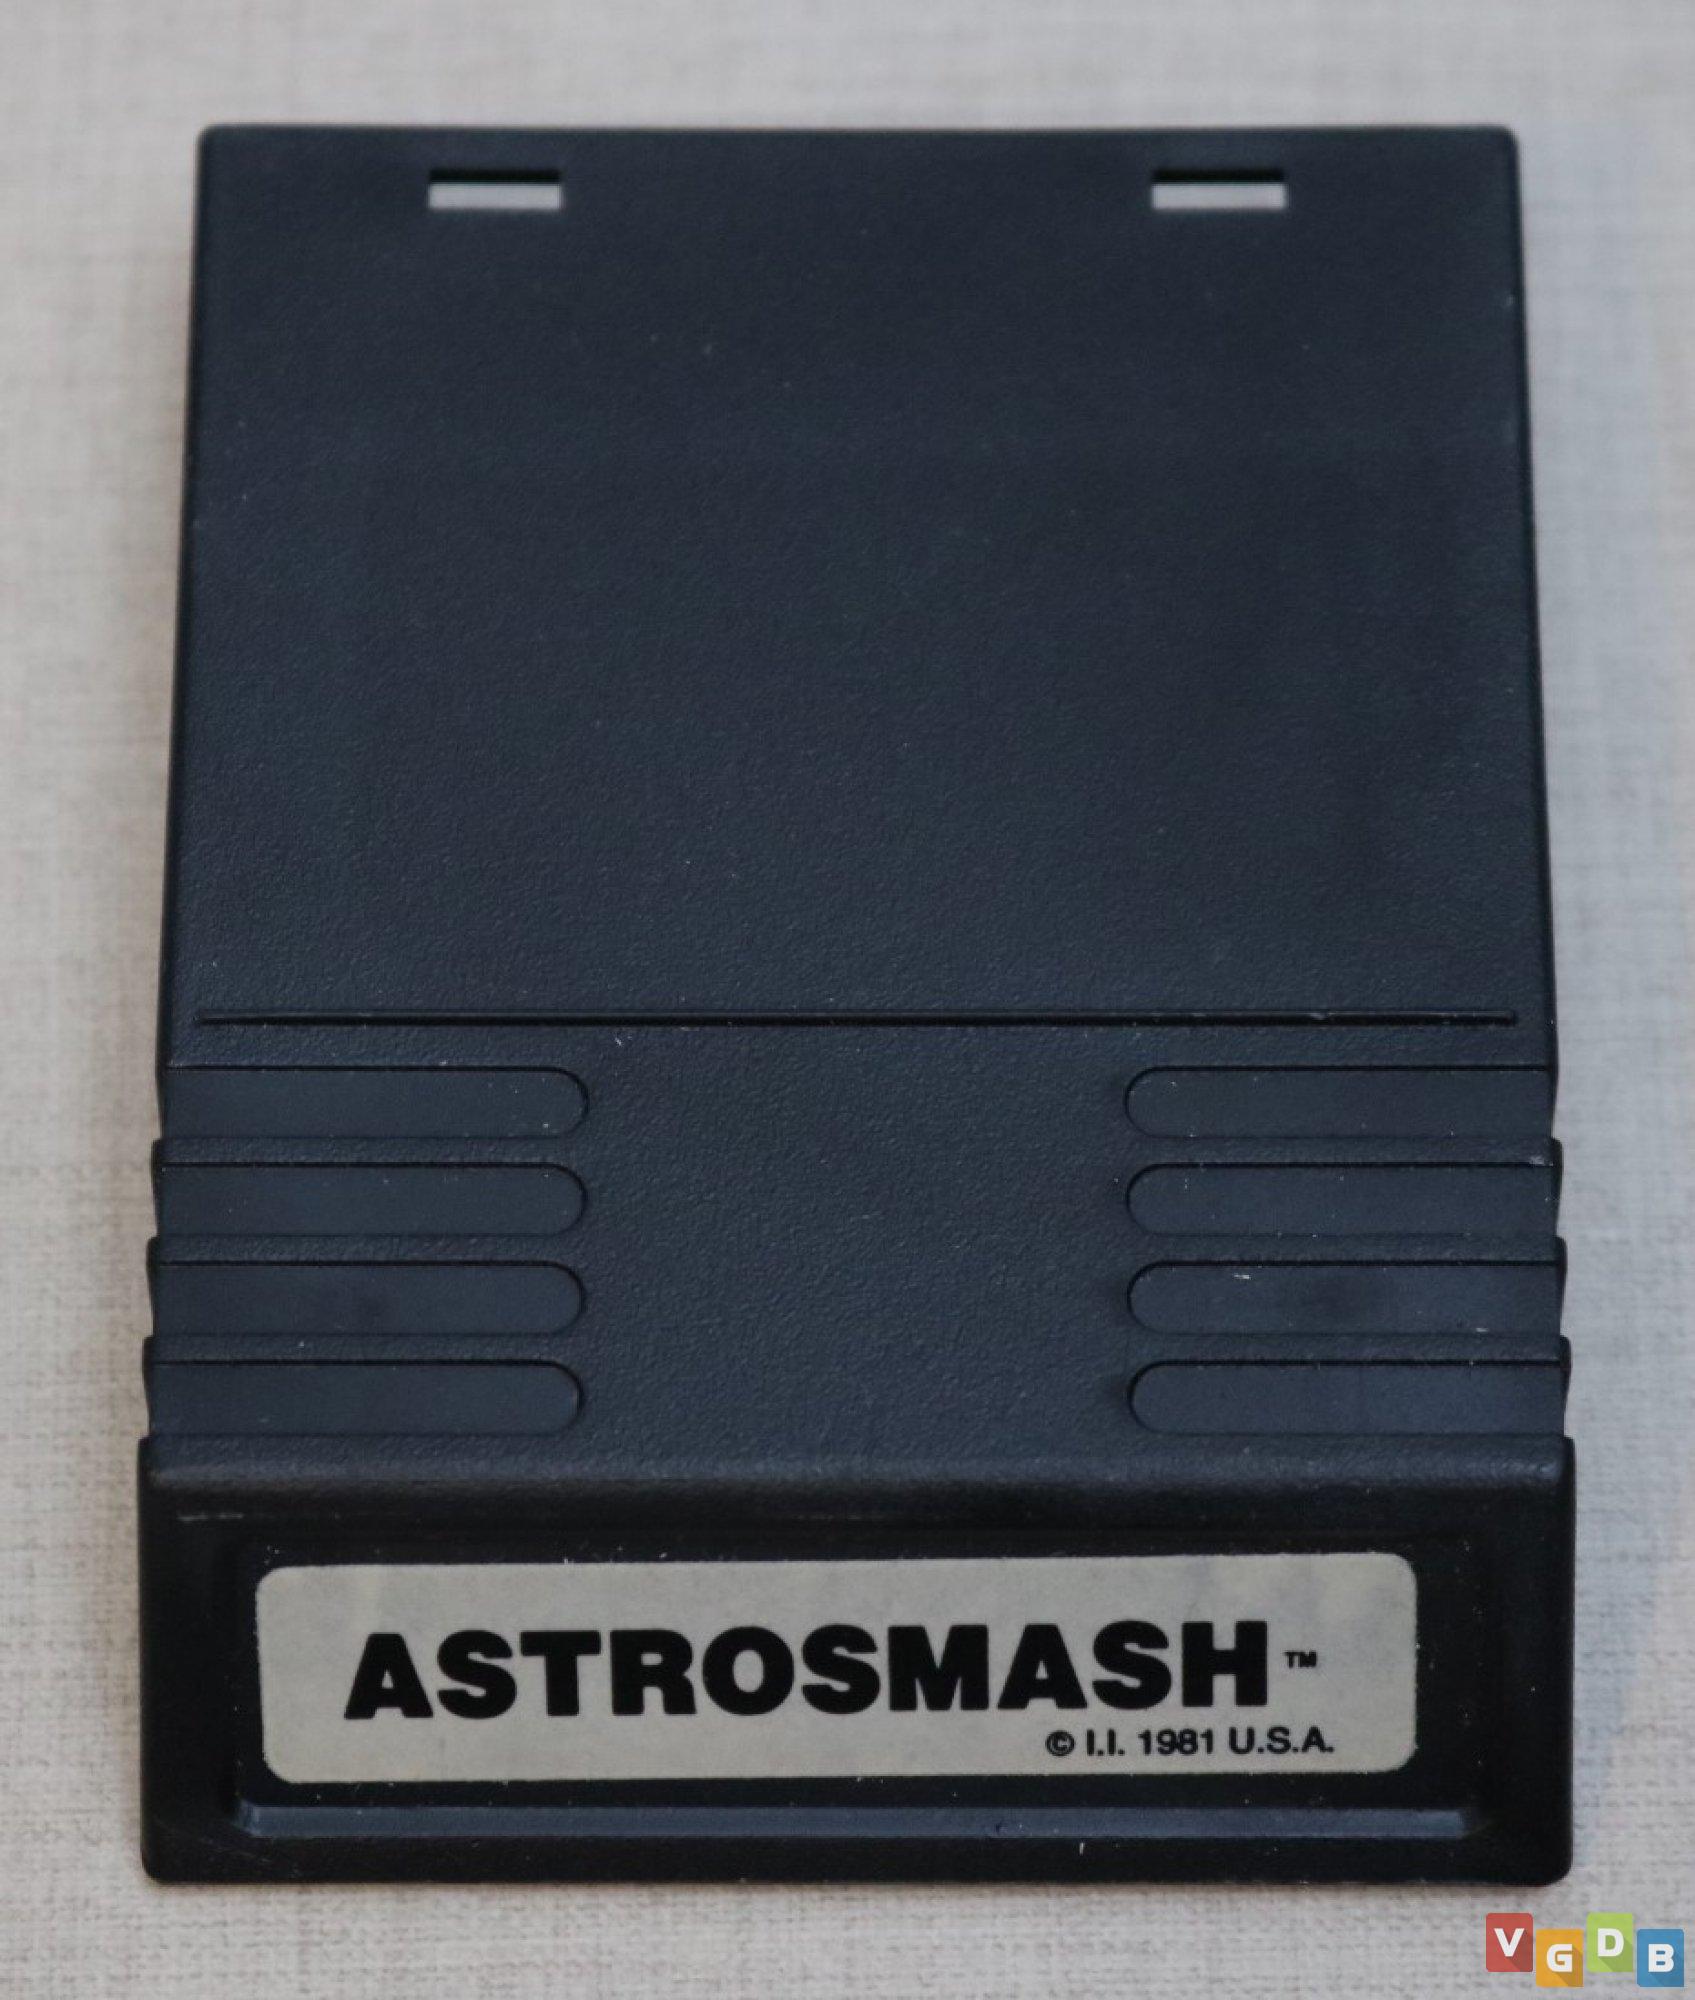 ASTROSMASH™
© I.I. 1981 U.S.A.
VGDB